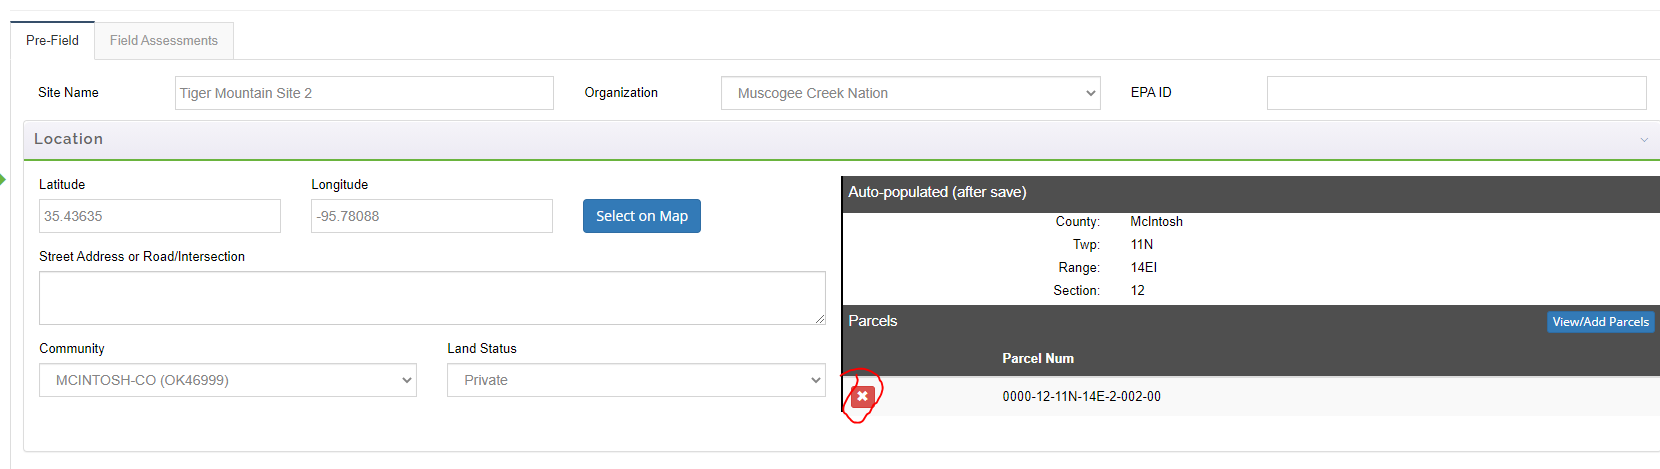 Pre-Field Field Assessments
Site Name Tiger Mountain Site 2 Organization Muscogee Creek Nation EPA ID
Location
Latitude Longitude
35.43635 -95.78088 Select on Map
Street Address or Road/Intersection
Community Land Status
MCINTOSH-CO (OK46999) Private
Auto-populated (after save)
County: McIntosh
Twp: 11N
Range: 14EI
Section: 12
Parcels View/Add Parcels
Parcel Num
0000-12-11N-14E-2-002-00